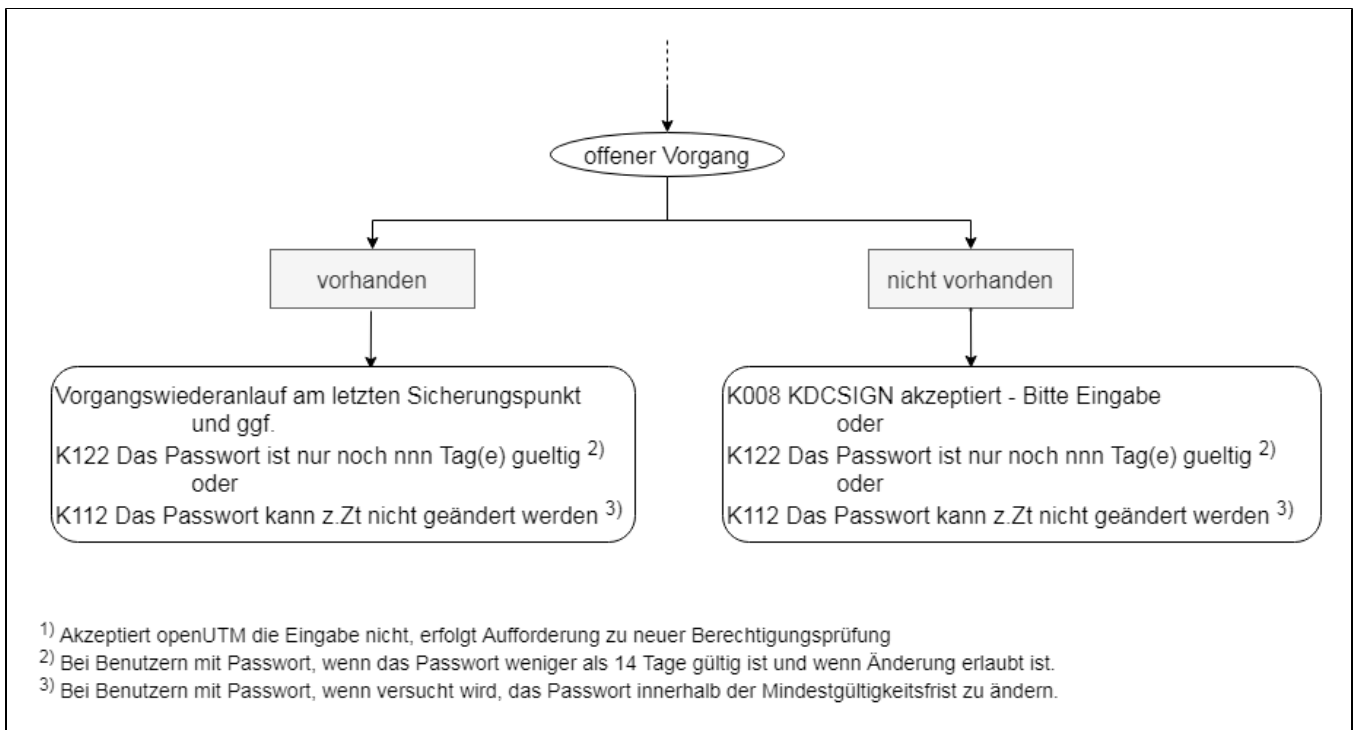 offener Vorgang
vorhanden
nicht vorhanden
Vorgangswiederanlauf am letzten Sicherungspunkt
und ggf.
K122 Das Passwort ist nur noch nnn Tag(e) gueltig 2)
oder
K112 Das Passwort kann z.Zt nicht geändert werden 3)
K008 KDCSIGN akzeptiert - Bitte Eingabe
oder
K122 Das Passwort ist nur noch nnn Tag(e) gueltig 2)
oder
K112 Das Passwort kann z.Zt nicht geändert werden 3)
1) Akzeptiert openUTM die Eingabe nicht, erfolgt Aufforderung zu neuer Berechtigungsprüfung
2) Bei Benutzern mit Passwort, wenn das Passwort weniger als 14 Tage gültig ist und wenn Änderung erlaubt ist.
3) Bei Benutzern mit Passwort, wenn versucht wird, das Passwort innerhalb der Mindestgültigkeitsfrist zu ändern.